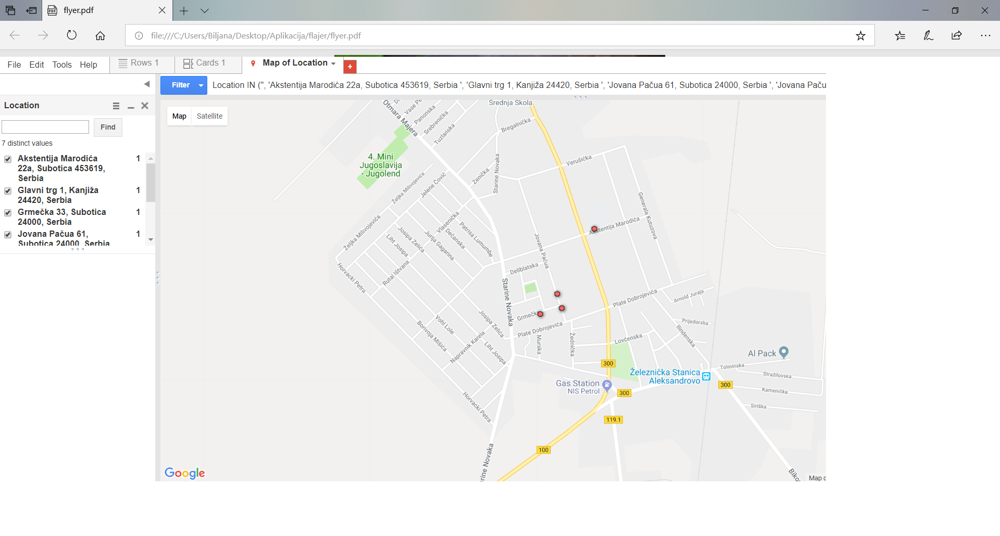 flyer.pdf
file:///C:/Users/Biljana/Desktop/Aplikacija/flajer/flyer.pdf
File Edit Tools Help
Rows 1
Cards 1
Map of Location
+
Filter
Location IN ('', 'Akstentija Marodića 22a, Subotica 453619, Serbia ', 'Glavni trg 1, Kanjiža 24420, Serbia ', 'Jovana Pačua 61, Subotica 24000, Serbia ', 'Jovana Paču
Location
Find
7 distinct values
Akstentija Marodića 1
22a, Subotica 453619,
Serbia
Glavni trg 1, Kanjiža 1
24420, Serbia
Grmečka 33, Subotica 1
24000, Serbia
Jovana Pačua 61, 1
Subotica 24000, Serbia
Map Satellite
Otmara Majera
Vase Pe
Panonska
Srebrenička
Tuzlanska
Srednja Skola
Bregalnička
4. Mini
Jugoslavija
- Jugolend
Željka Milivojevića
Jelene Čović
Zenička
Starine Novaka
Verušićka
Generala Kutuzova
Akstentija Marodića
Željka Milivojevića
Vlasenička
Patrisa Lumumbe
Dečanska
Jurija Gagarina
Josipa Zelića
Liht Josipa
Rutai Ištvana
Horvacki Petra
Jovana Pačua
Deliblatska
Starine Novaka
Grmečk
Plate Dobrojevića
Plate Dobrojevića
Arnold Juraja
Prijedorska
Ilindenska
Lovćenska
Žednička
Murska
Josipa Zelića
Vohl Lole
Borivoja Mišića
Napravnik Karela
Liht Josipa
Horvacki Petra
300
Al Pack
Železnička Stanica
Aleksandrovo
Tolminska
Stražilovska
Kamenička
Siriška
300
Gas Station
NIS Petrol
300
119.1
100
rine Novaka
Biko
Google
Map